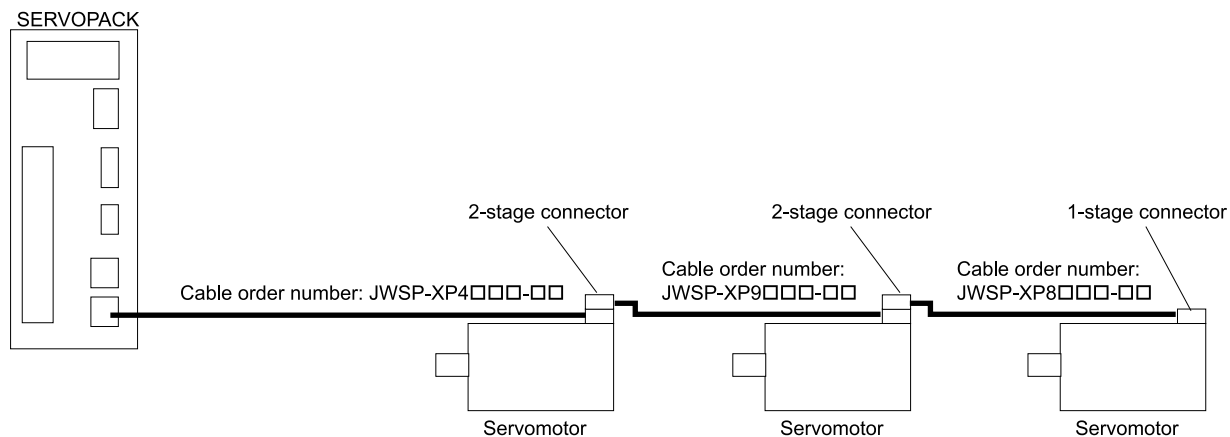 SERVOPACK
2-stage connector
2-stage connector
1-stage connector
Cable order number: JWSP-XP4□□□-□□
Cable order number:
JWSP-XP9□□□-□□
Cable order number:
JWSP-XP8□□□-□□
Servomotor
Servomotor
Servomotor